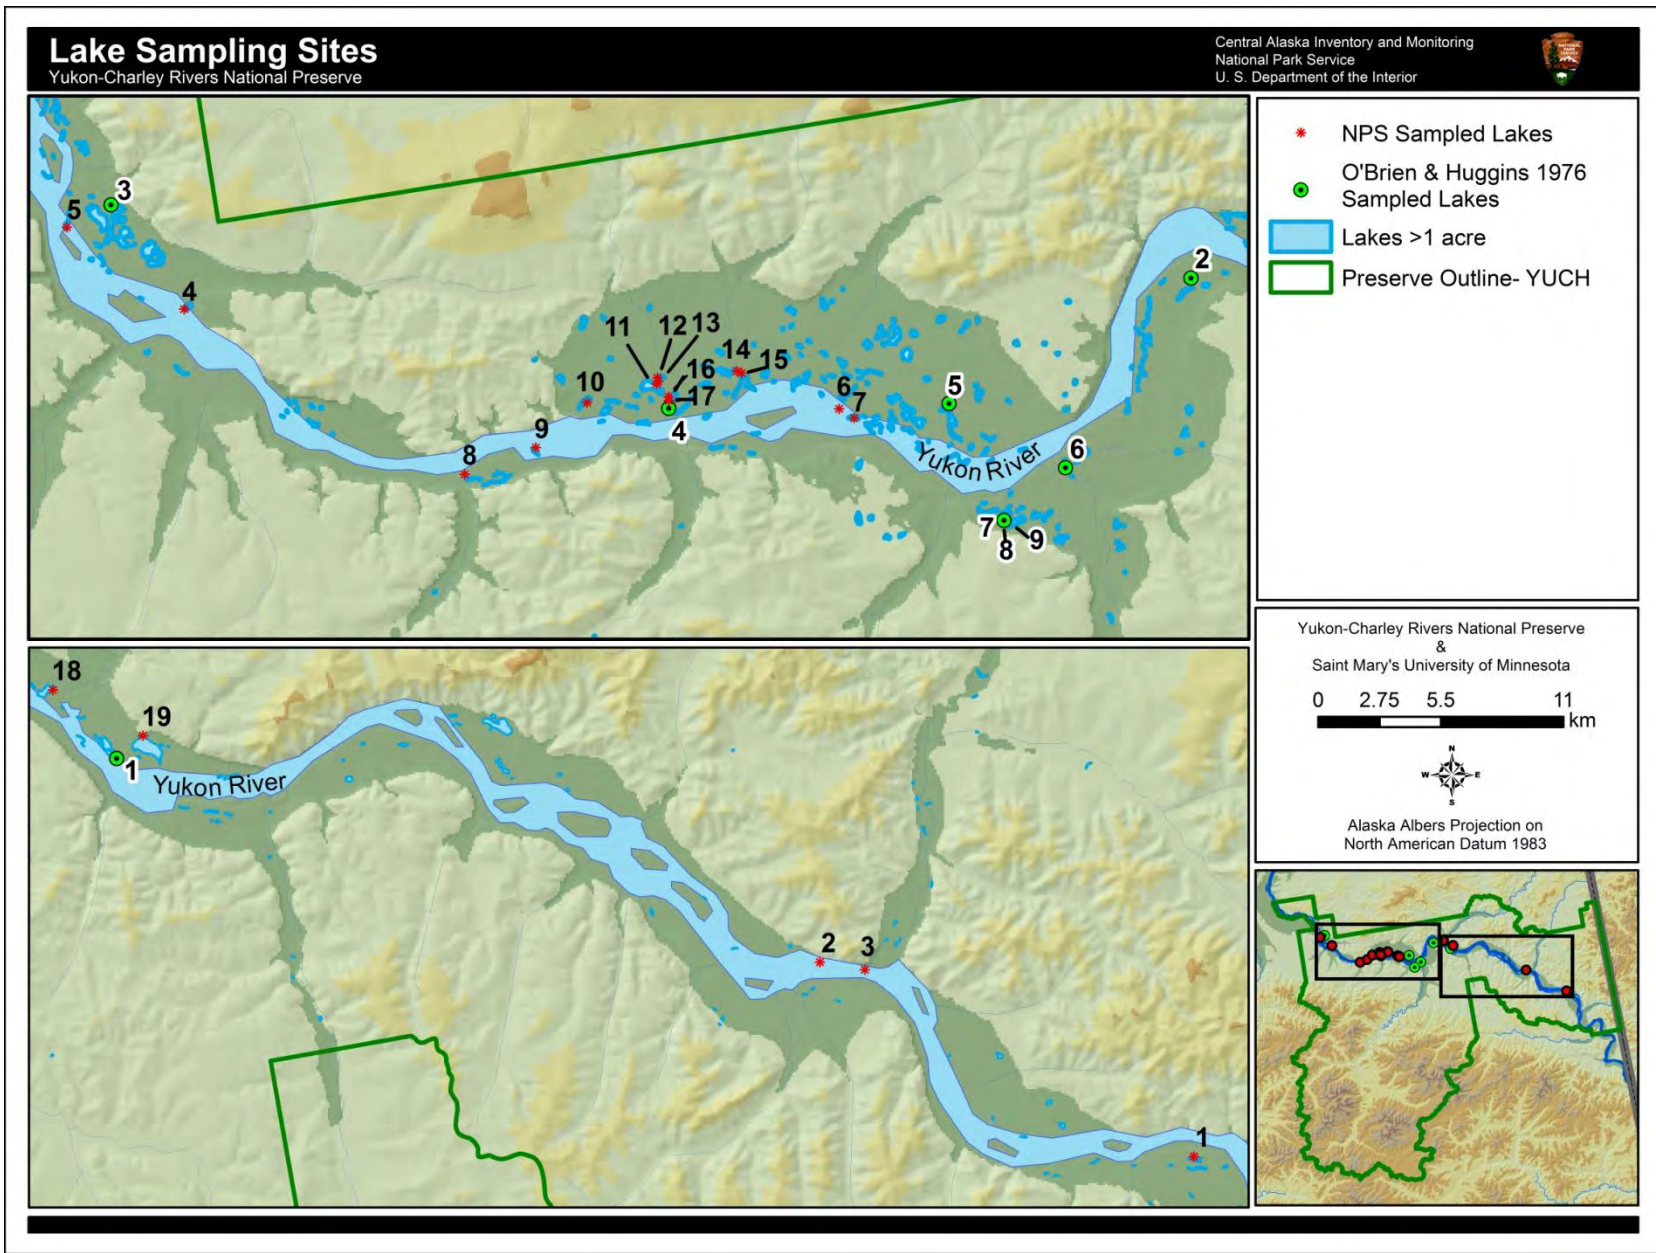 Lake Sampling Sites
Yukon-Charley Rivers National Preserve
Central Alaska Inventory and Monitoring
National Park Service
U. S. Department of the Interior
NATIONAL
PARK
SERVICE
3
5
4
2
11
12
13
14
15
16
10
17
6
7
5
4
9
8
Yukon River
6
7
8
9
NPS Sampled Lakes
O'Brien & Huggins 1976
Sampled Lakes
Lakes >1 acre
Preserve Outline- YUCH
Yukon-Charley Rivers National Preserve
&
Saint Mary's University of Minnesota
0 2.75 5.5 11
km
N
W E
S
Alaska Albers Projection on
North American Datum 1983
18
19
1
Yukon River
2
3
1